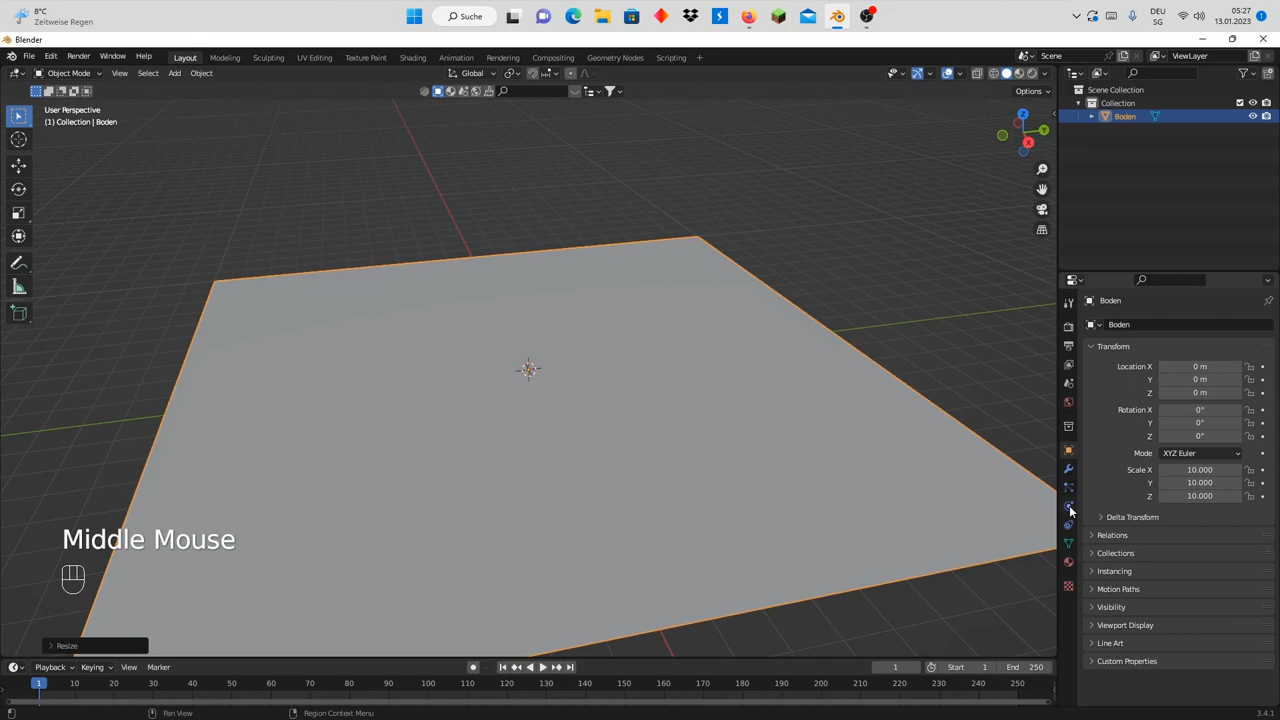 8°C
Zeitweise Regen
Suche
DEU
SG
05:27
13.01.2023
Blender
File Edit Render Window Help
Layout Modeling Sculpting UV Editing Texture Paint Shading Animation Rendering Compositing Geometry Nodes Scripting
Scene
ViewLayer
Object Mode View Select Add Object
Global
Options
User Perspective
(1) Collection | Boden
Z
Y
X
Scene Collection
Collection
Boden
Boden
Boden
Transform
Location X 0 m
Y 0 m
Z 0 m
Rotation X 0°
Y 0°
Z 0°
Mode XYZ Euler
Scale X 10.000
Y 10.000
Z 10.000
Delta Transform
Relations
Collections
Instancing
Motion Paths
Visibility
Viewport Display
Line Art
Custom Properties
Middle Mouse
Resize
Playback Keying View Marker
1
Start 1
End 250
1 10 20 30 40 50 60 70 80 90 100 110 120 130 140 150 160 170 180 190 200 210 220 230 240 250
Pan View
Region Context Menu
3.4.1